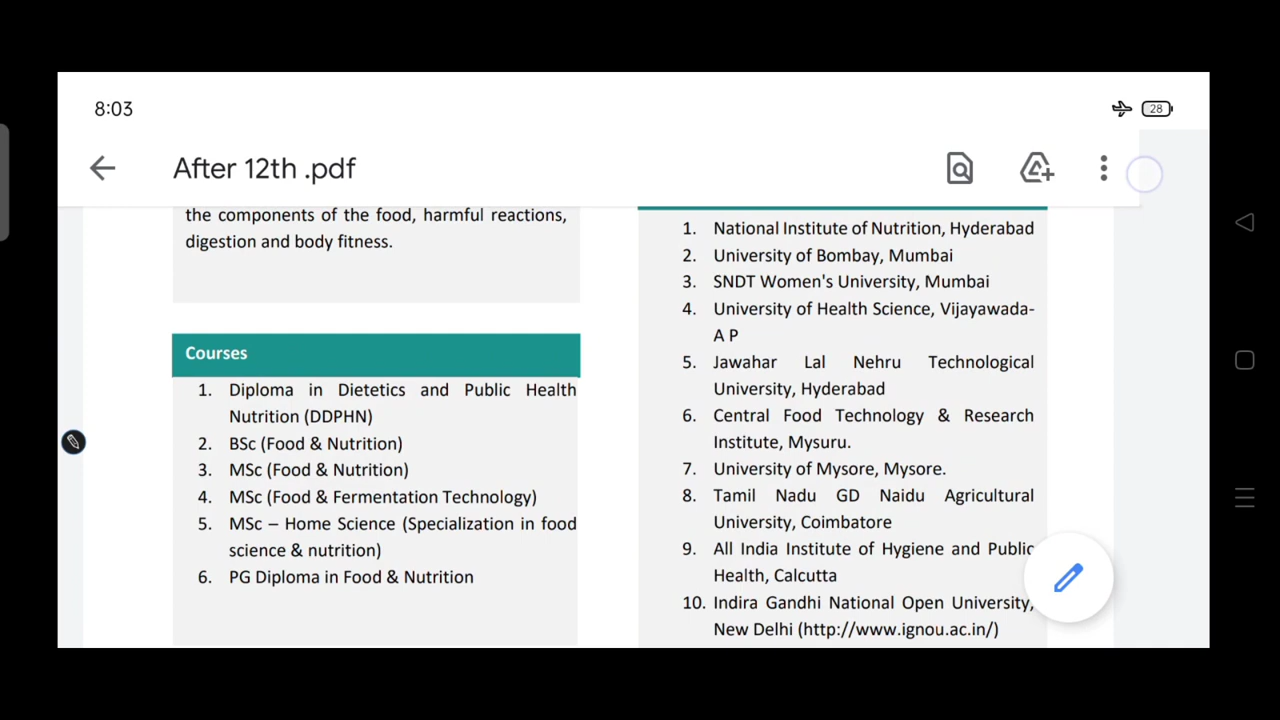 8:03
28
After 12th .pdf
the components of the food, harmful reactions,
digestion and body fitness.
Courses
1. Diploma in Dietetics and Public Health
Nutrition (DDPHN)
2. BSc (Food & Nutrition)
3. MSc (Food & Nutrition)
4. MSc (Food & Fermentation Technology)
5. MSc – Home Science (Specialization in food
science & nutrition)
6. PG Diploma in Food & Nutrition
1. National Institute of Nutrition, Hyderabad
2. University of Bombay, Mumbai
3. SNDT Women's University, Mumbai
4. University of Health Science, Vijayawada-
A P
5. Jawahar Lal Nehru Technological
University, Hyderabad
6. Central Food Technology & Research
Institute, Mysuru.
7. University of Mysore, Mysore.
8. Tamil Nadu GD Naidu Agricultural
University, Coimbatore
9. All India Institute of Hygiene and Public
Health, Calcutta
10. Indira Gandhi National Open University,
New Delhi (http://www.ignou.ac.in/)